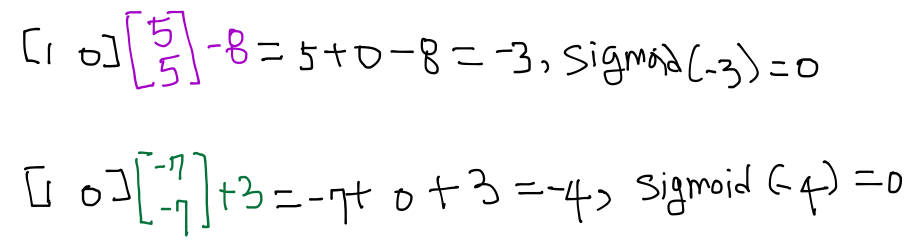 [1 0][5 5]-8 = 5+0-8 = -3, sigmoid(-3) = 0
[1 0][-7 -7]+3 = -7+0+3 = -4, sigmoid(-4) = 0